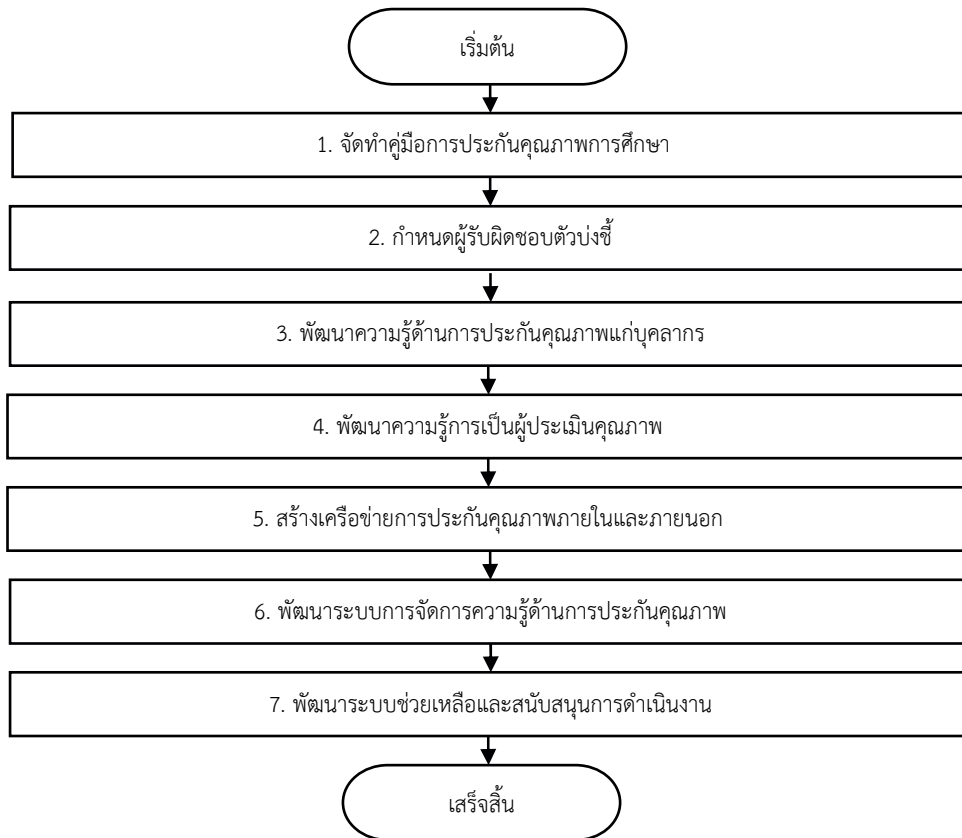 เริ่มต้น
1. จัดทำคู่มือการประกันคุณภาพการศึกษา
2. กำหนดผู้รับผิดชอบตัวบ่งชี้
3. พัฒนาความรู้ด้านการประกันคุณภาพแก่บุคลากร
4. พัฒนาความรู้การเป็นผู้ประเมินคุณภาพ
5. สร้างเครือข่ายการประกันคุณภาพภายในและภายนอก
6. พัฒนาระบบการจัดการความรู้ด้านการประกันคุณภาพ
7. พัฒนาระบบช่วยเหลือและสนับสนุนการดำเนินงาน
เสร็จสิ้น